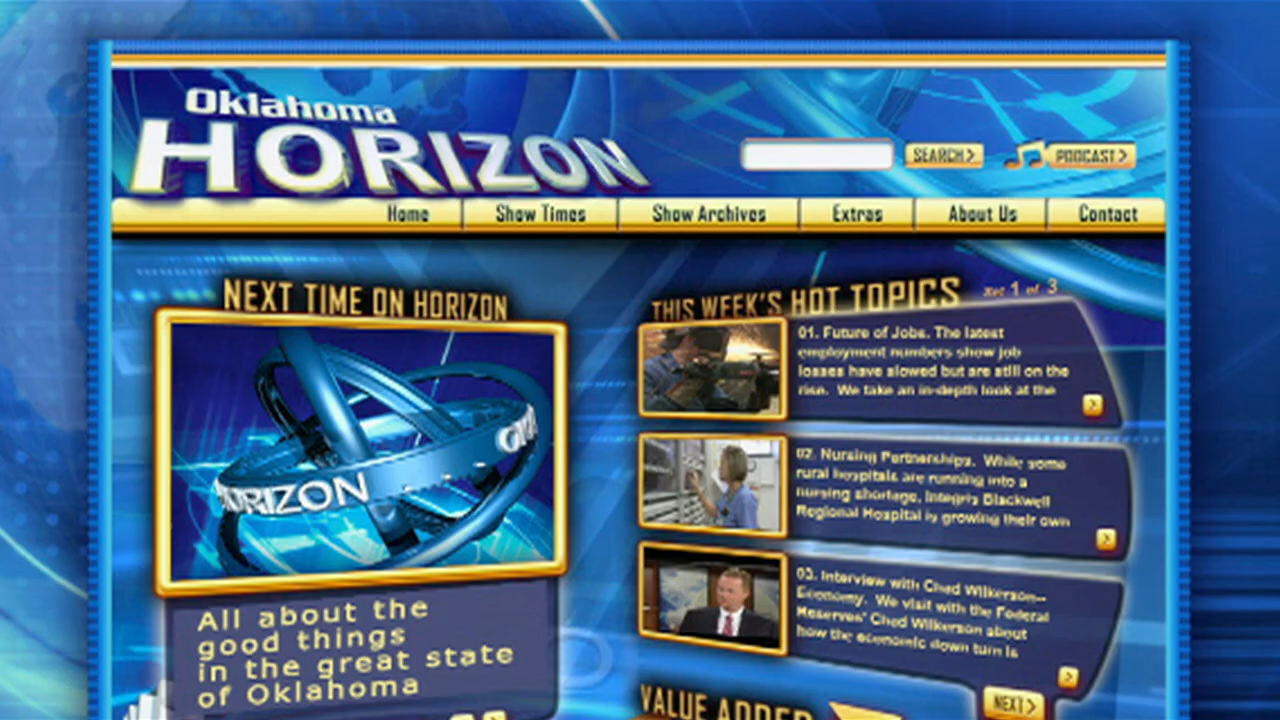 Oklahoma
HORIZON
SEARCH>
PODCAST>
Home
Show Times
Show Archives
Extras
About Us
Contact
NEXT TIME ON HORIZON
HORIZON
All about the
good things
in the great state
of Oklahoma
THIS WEEK'S HOT TOPICS
Set 1 of 3
01. Future of Jobs. The latest
employment numbers show job
losses have slowed but are still on the
rise. We take an in-depth look at the
02. Nursing Partnerships. While some
rural hospitals are running into a
nursing shortage, Integris Blackwell
Regional Hospital is growing their own
03. Interview with Chad Wilkerson--
Economy. We visit with the Federal
Reserves' Chad Wilkerson about
how the economic down turn is
NEXT>
VALUE ADDED